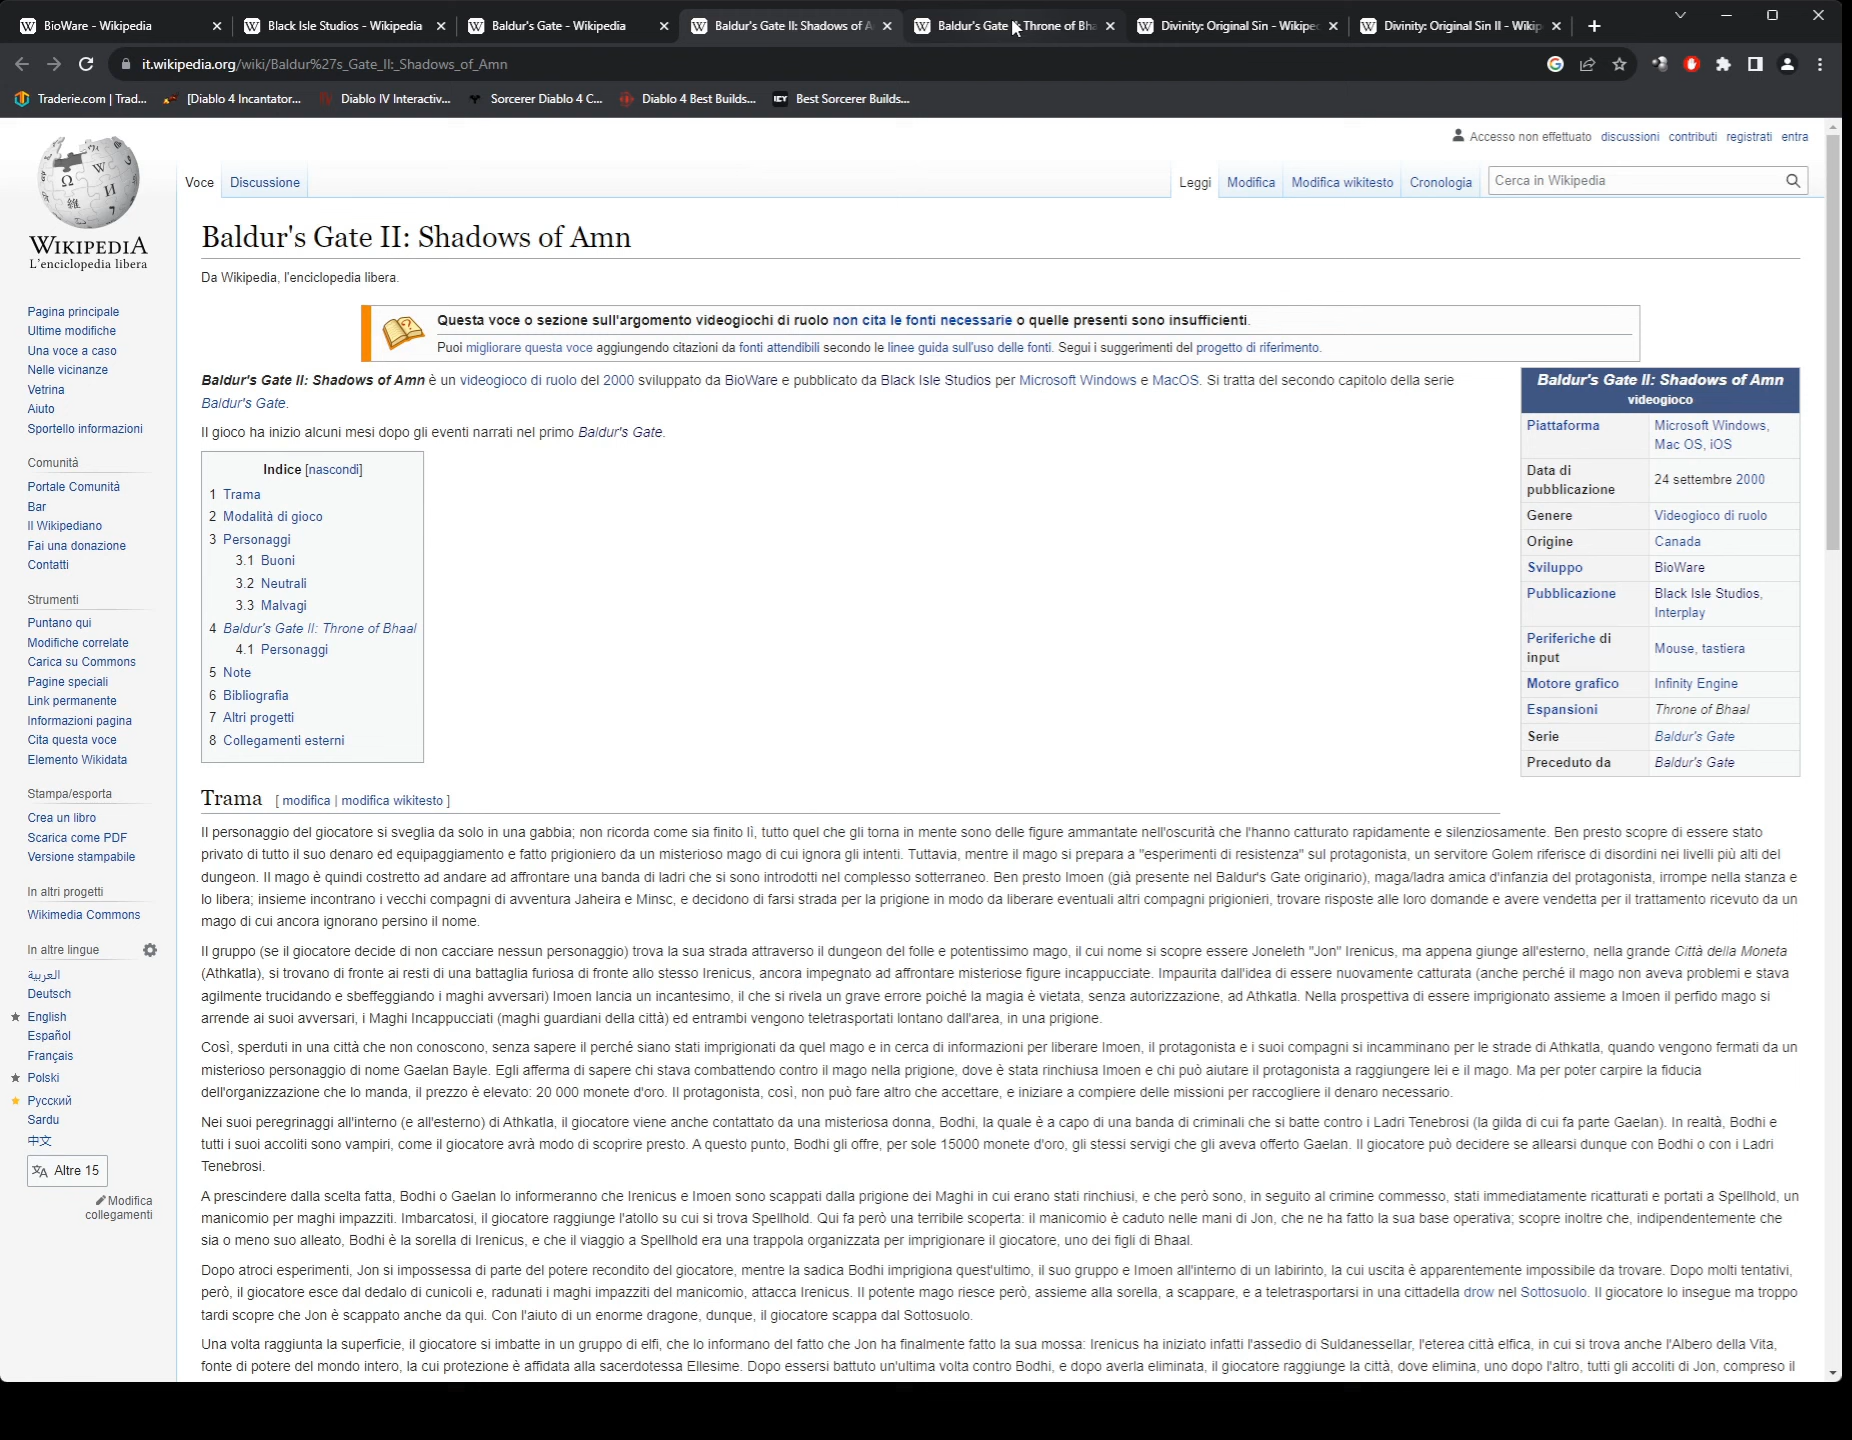 BioWare - Wikipedia
Black Isle Studios - Wikipedia
Baldur's Gate - Wikipedia
Baldur's Gate II: Shadows of A
Baldur's Gate Throne of Bha
Divinity: Original Sin - Wikipe
Divinity: Original Sin II - Wikip
it.wikipedia.org/wiki/Baldur%27s_Gate_II:_Shadows_of_Amn
Traderie.com | Trad...
[Diablo 4 Incantator...
Diablo IV Interactiv...
Sorcerer Diablo 4 C...
Diablo 4 Best Builds...
Best Sorcerer Builds...
Accesso non effettuato discussioni contributi registrati entra
Voce Discussione
Leggi Modifica Modifica wikitesto Cronologia
Cerca in Wikipedia
WIKIPEDIA
L'enciclopedia libera
Pagina principale
Ultime modifiche
Una voce a caso
Nelle vicinanze
Vetrina
Aiuto
Sportello informazioni
Comunità
Portale Comunità
Bar
Il Wikipediano
Fai una donazione
Contatti
Strumenti
Puntano qui
Modifiche correlate
Carica su Commons
Pagine speciali
Link permanente
Informazioni pagina
Cita questa voce
Elemento Wikidata
Stampa/esporta
Crea un libro
Scarica come PDF
Versione stampabile
In altri progetti
Wikimedia Commons
In altre lingue
العربية
Deutsch
English
Español
Français
Polski
Русский
Sardu
中文
Altre 15
Modifica
collegamenti
Baldur's Gate II: Shadows of Amn
Da Wikipedia, l'enciclopedia libera.
Questa voce o sezione sull'argomento videogiochi di ruolo non cita le fonti necessarie o quelle presenti sono insufficienti.
Puoi migliorare questa voce aggiungendo citazioni da fonti attendibili secondo le linee guida sull'uso delle fonti. Segui i suggerimenti del progetto di riferimento.
Baldur's Gate II: Shadows of Amn è un videogioco di ruolo del 2000 sviluppato da BioWare e pubblicato da Black Isle Studios per Microsoft Windows e MacOS. Si tratta del secondo capitolo della serie
Baldur's Gate.
Il gioco ha inizio alcuni mesi dopo gli eventi narrati nel primo Baldur's Gate.
Indice [nascondi]
1 Trama
2 Modalità di gioco
3 Personaggi
3.1 Buoni
3.2 Neutrali
3.3 Malvagi
4 Baldur's Gate II: Throne of Bhaal
4.1 Personaggi
5 Note
6 Bibliografia
7 Altri progetti
8 Collegamenti esterni
Baldur's Gate II: Shadows of Amn
videogioco
Piattaforma Microsoft Windows,
Mac OS, iOS
Data di
pubblicazione 24 settembre 2000
Genere Videogioco di ruolo
Origine Canada
Sviluppo BioWare
Pubblicazione Black Isle Studios,
Interplay
Periferiche di
input Mouse, tastiera
Motore grafico Infinity Engine
Espansioni Throne of Bhaal
Serie Baldur's Gate
Preceduto da Baldur's Gate
Trama [ modifica | modifica wikitesto ]
Il personaggio del giocatore si sveglia da solo in una gabbia; non ricorda come sia finito lì, tutto quel che gli torna in mente sono delle figure ammantate nell'oscurità che l'hanno catturato rapidamente e silenziosamente. Ben presto scopre di essere stato
privato di tutto il suo denaro ed equipaggiamento e fatto prigioniero da un misterioso mago di cui ignora gli intenti. Tuttavia, mentre il mago si prepara a "esperimenti di resistenza" sul protagonista, un servitore Golem riferisce di disordini nei livelli più alti del
dungeon. Il mago è quindi costretto ad andare ad affrontare una banda di ladri che si sono introdotti nel complesso sotterraneo. Ben presto Imoen (già presente nel Baldur's Gate originario), maga/ladra amica d'infanzia del protagonista, irrompe nella stanza e
lo libera; insieme incontrano i vecchi compagni di avventura Jaheira e Minsc, e decidono di farsi strada per la prigione in modo da liberare eventuali altri compagni prigionieri, trovare risposte alle loro domande e avere vendetta per il trattamento ricevuto da un
mago di cui ancora ignorano persino il nome.
Il gruppo (se il giocatore decide di non cacciare nessun personaggio) trova la sua strada attraverso il dungeon del folle e potentissimo mago, il cui nome si scopre essere Joneleth "Jon" Irenicus, ma appena giunge all'esterno, nella grande Città della Moneta
(Athkatla), si trovano di fronte ai resti di una battaglia furiosa di fronte allo stesso Irenicus, ancora impegnato ad affrontare misteriose figure incappucciate. Impaurita dall'idea di essere nuovamente catturata (anche perché il mago non aveva problemi e stava
agilmente trucidando e sbeffeggiando i maghi avversari) Imoen lancia un incantesimo, il che si rivela un grave errore poiché la magia è vietata, senza autorizzazione, ad Athkatla. Nella prospettiva di essere imprigionato assieme a Imoen il perfido mago si
arrende ai suoi avversari, i Maghi Incappucciati (maghi guardiani della città) ed entrambi vengono teletrasportati lontano dall'area, in una prigione.
Così, sperduti in una città che non conoscono, senza sapere il perché siano stati imprigionati da quel mago e in cerca di informazioni per liberare Imoen, il protagonista e i suoi compagni si incamminano per le strade di Athkatla, quando vengono fermati da un
misterioso personaggio di nome Gaelan Bayle. Egli afferma di sapere chi stava combattendo contro il mago nella prigione, dove è stata rinchiusa Imoen e chi può aiutare il protagonista a raggiungere lei e il mago. Ma per poter carpire la fiducia
dell'organizzazione che lo manda, il prezzo è elevato: 20 000 monete d'oro. Il protagonista, così, non può fare altro che accettare, e iniziare a compiere delle missioni per raccogliere il denaro necessario.
Nei suoi peregrinaggi all'interno (e all'esterno) di Athkatla, il giocatore viene anche contattato da una misteriosa donna, Bodhi, la quale è a capo di una banda di criminali che si batte contro i Ladri Tenebrosi (la gilda di cui fa parte Gaelan). In realtà, Bodhi e
tutti i suoi accoliti sono vampiri, come il giocatore avrà modo di scoprire presto. A questo punto, Bodhi gli offre, per sole 15000 monete d'oro, gli stessi servigi che gli aveva offerto Gaelan. Il giocatore può decidere se allearsi dunque con Bodhi o con i Ladri
Tenebrosi.
A prescindere dalla scelta fatta, Bodhi o Gaelan lo informeranno che Irenicus e Imoen sono scappati dalla prigione dei Maghi in cui erano stati rinchiusi, e che però sono, in seguito al crimine commesso, stati immediatamente ricatturati e portati a Spellhold, un
manicomio per maghi impazziti. Imbarcatosi, il giocatore raggiunge l'atollo su cui si trova Spellhold. Qui fa però una terribile scoperta: il manicomio è caduto nelle mani di Jon, che ne ha fatto la sua base operativa; scopre inoltre che, indipendentemente che
sia o meno suo alleato, Bodhi è la sorella di Irenicus, e che il viaggio a Spellhold era una trappola organizzata per imprigionare il giocatore, uno dei figli di Bhaal.
Dopo atroci esperimenti, Jon si impossessa di parte del potere recondito del giocatore, mentre la sadica Bodhi imprigiona quest'ultimo, il suo gruppo e Imoen all'interno di un labirinto, la cui uscita è apparentemente impossibile da trovare. Dopo molti tentativi,
però, il giocatore esce dal dedalo di cunicoli e, radunati i maghi impazziti del manicomio, attacca Irenicus. Il potente mago riesce però, assieme alla sorella, a scappare, e a teletrasportarsi in una cittadella drow nel Sottosuolo. Il giocatore lo insegue ma troppo
tardi scopre che Jon è scappato anche da qui. Con l'aiuto di un enorme dragone, dunque, il giocatore scappa dal Sottosuolo.
Una volta raggiunta la superficie, il giocatore si imbatte in un gruppo di elfi, che lo informano del fatto che Jon ha finalmente fatto la sua mossa: Irenicus ha iniziato infatti l'assedio di Suldanessellar, l'eterea città elfica, in cui si trova anche l'Albero della Vita,
fonte di potere del mondo intero, la cui protezione è affidata alla sacerdotessa Ellesime. Dopo essersi battuto un'ultima volta contro Bodhi, e dopo averla eliminata, il giocatore raggiunge la città, dove elimina, uno dopo l'altro, tutti gli accoliti di Jon, compreso il